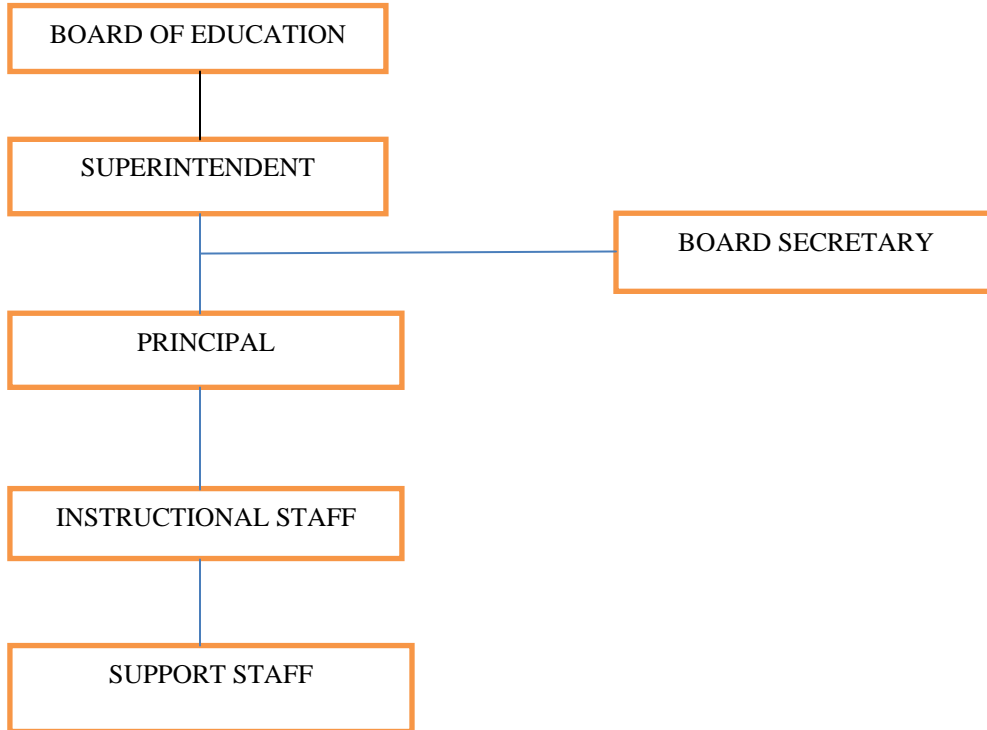 BOARD OF EDUCATION
SUPERINTENDENT
BOARD SECRETARY
PRINCIPAL
INSTRUCTIONAL STAFF
SUPPORT STAFF